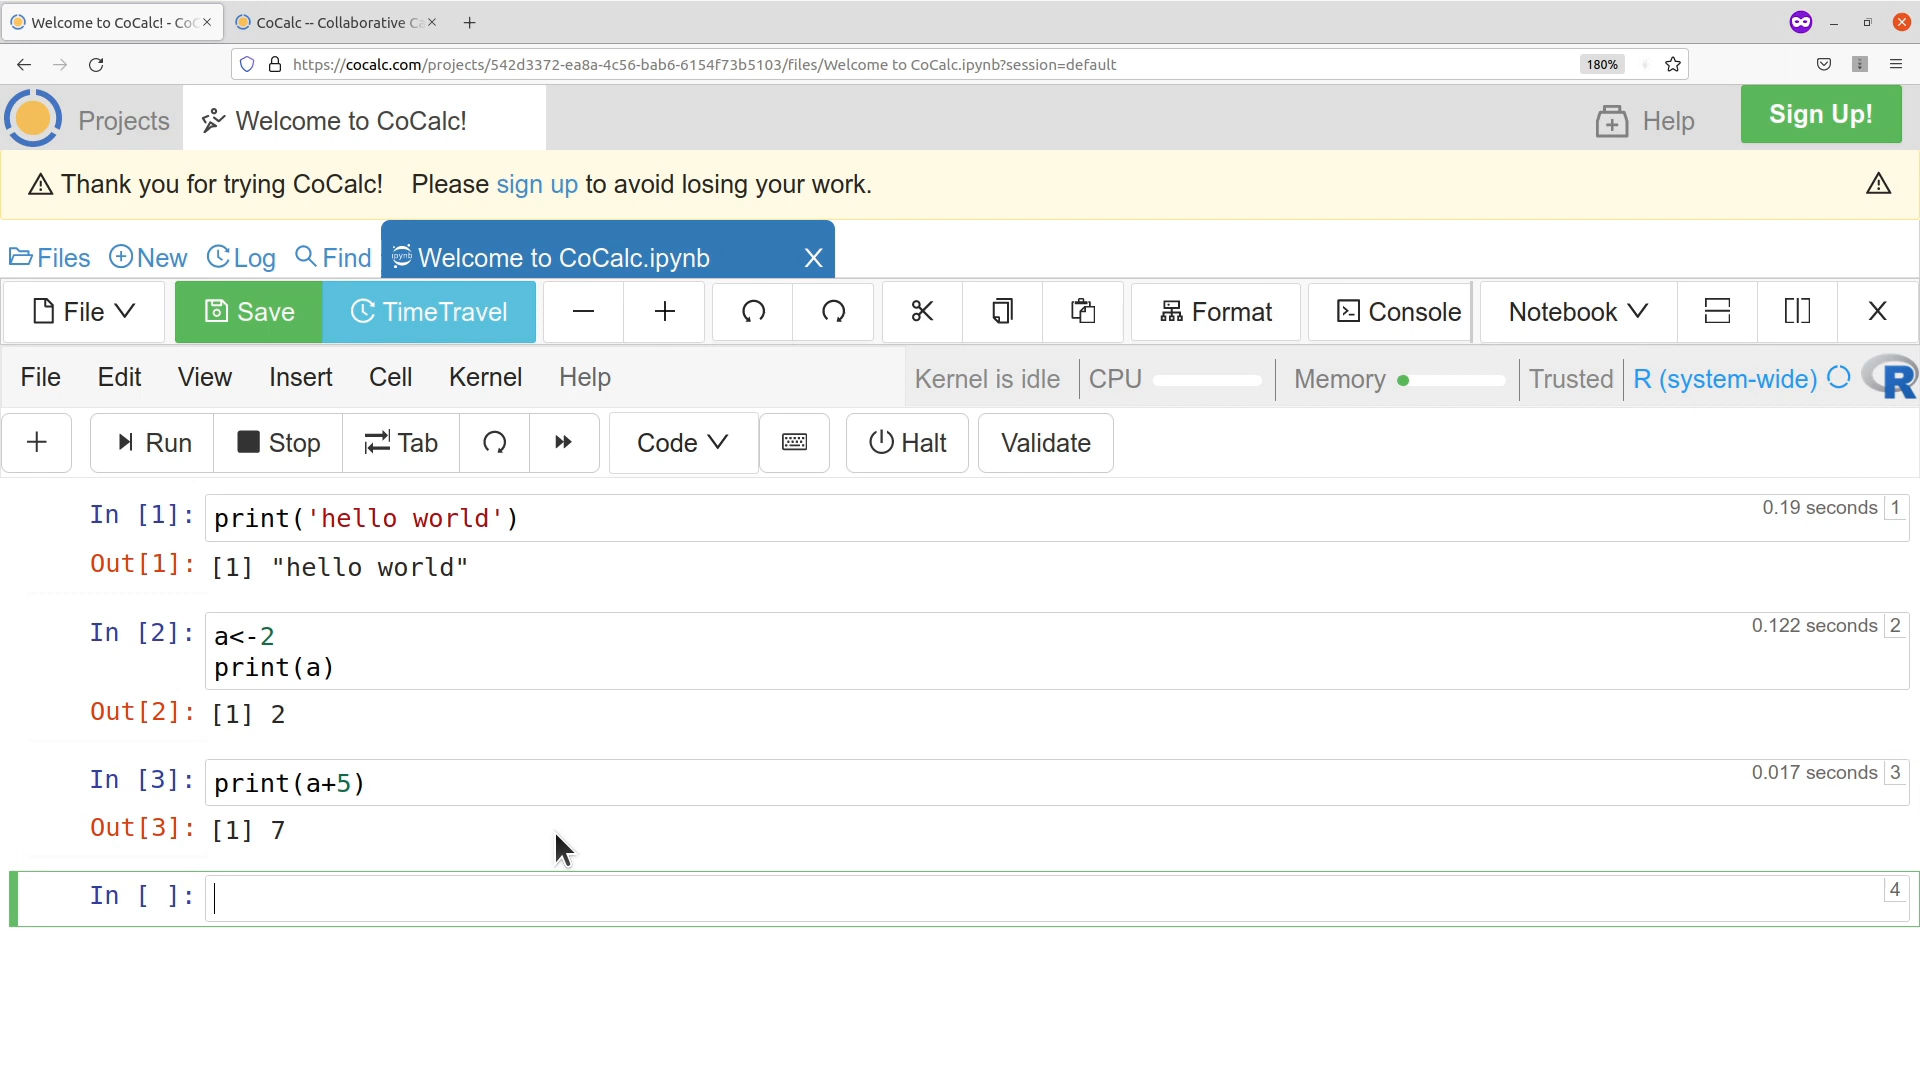 Welcome to CoCalc! - CoC
CoCalc -- Collaborative Ca
https://cocalc.com/projects/542d3372-ea8a-4c56-bab6-6154f73b5103/files/Welcome to CoCalc.ipynb?session=default
180%
Projects
Welcome to CoCalc!
Help
Sign Up!
Thank you for trying CoCalc! Please sign up to avoid losing your work.
Files New Log Find
ipynb Welcome to CoCalc.ipynb X
File Save TimeTravel Format Console Notebook X
File Edit View Insert Cell Kernel Help
Kernel is idle CPU Memory Trusted R (system-wide) R
Run Stop Tab Code Halt Validate
In [1]: print('hello world') 0.19 seconds 1
Out[1]: [1] "hello world"
In [2]: a<-2 0.122 seconds 2
print(a)
Out[2]: [1] 2
In [3]: print(a+5) 0.017 seconds 3
Out[3]: [1] 7
In [ ]: 4